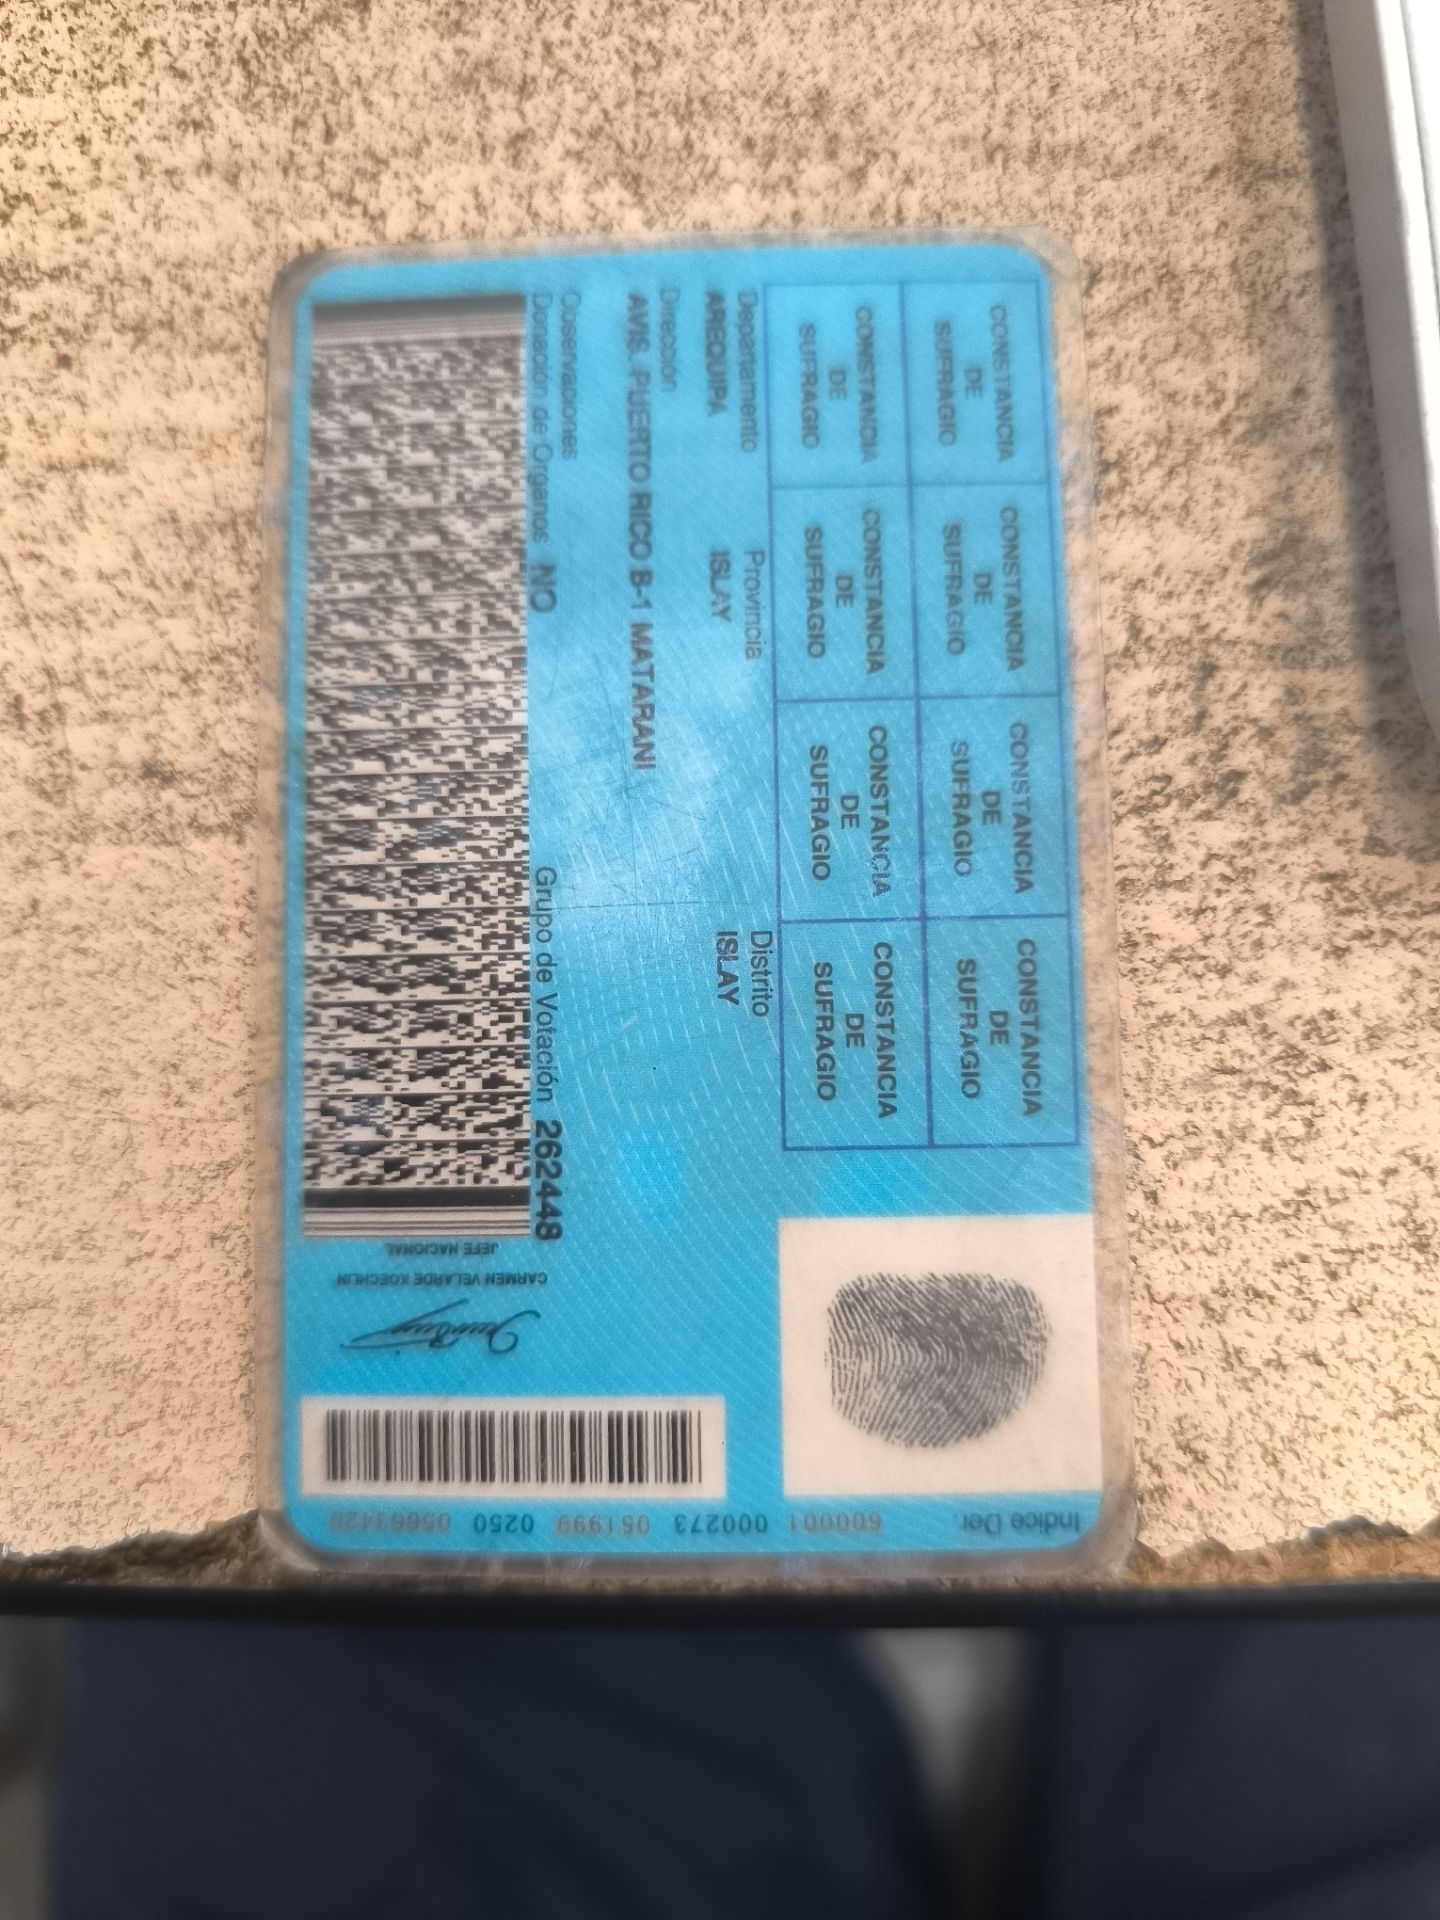 CONSTANCIA DE SUFRAGIO CONSTANCIA DE SUFRAGIO CONSTANCIA DE SUFRAGIO CONSTANCIA DE SUFRAGIO
CONSTANCIA DE SUFRAGIO CONSTANCIA DE SUFRAGIO CONSTANCIA DE SUFRAGIO CONSTANCIA DE SUFRAGIO
Departamento Provincia Distrito
AREQUIPA ISLAY ISLAY
Dirección
AVIS. PUERTO RICO B-1 MATARANI
Observaciones
Donación de Organos NO Grupo de Votación 262448
Indice Der.
CARMEN VELARDE KOECHLIN
JEFE NACIONAL
05663420 0250 051999 000273 600001